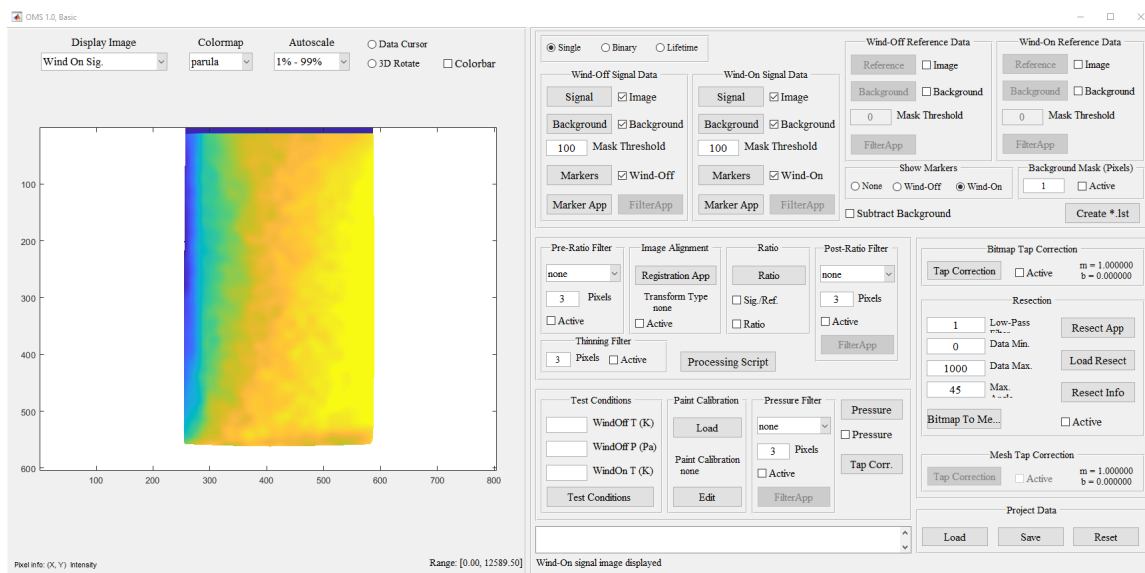 OMS 1.0, Basic
Display Image Colormap Autoscale
Wind On Sig. parula 1% - 99%
Data Cursor
3D Rotate Colorbar
100
200
300
400
500
600
100 200 300 400 500 600 700 800
Pixel info: (X, Y) Intensity
Range: [0.00, 12589.50]
Single Binary Lifetime
Wind-Off Signal Data
Signal Image
Background Background
100 Mask Threshold
Markers Wind-Off
Marker App FilterApp
Wind-On Signal Data
Signal Image
Background Background
100 Mask Threshold
Markers Wind-On
Marker App FilterApp
Wind-Off Reference Data
Reference Image
Background Background
0 Mask Threshold
FilterApp
Wind-On Reference Data
Reference Image
Background Background
0 Mask Threshold
FilterApp
Show Markers
None Wind-Off Wind-On
Background Mask (Pixels)
1 Active
Subtract Background Create *.lst
Pre-Ratio Filter
none
3 Pixels
Active
Image Alignment
Registration App
Transform Type
none
Active
Ratio
Ratio
Sig./Ref.
Ratio
Post-Ratio Filter
none
3 Pixels
Active
FilterApp
Thinning Filter
3 Pixels Active
Processing Script
Bitmap Tap Correction
Tap Correction Active m = 1.000000
b = 0.000000
Resection
1 Low-Pass
0 Data Min.
1000 Data Max.
45 Max.
Bitmap To Me...
Resect App
Load Resect
Resect Info
Active
Test Conditions
WindOff T (K)
WindOff P (Pa)
WindOn T (K)
Test Conditions
Paint Calibration
Load
Paint Calibration
none
Edit
Pressure Filter
none
3 Pixels
Active
FilterApp
Pressure
Pressure
Tap Corr.
Mesh Tap Correction
Tap Correction Active m = 1.000000
b = 0.000000
Project Data
Load Save Reset
Wind-On signal image displayed